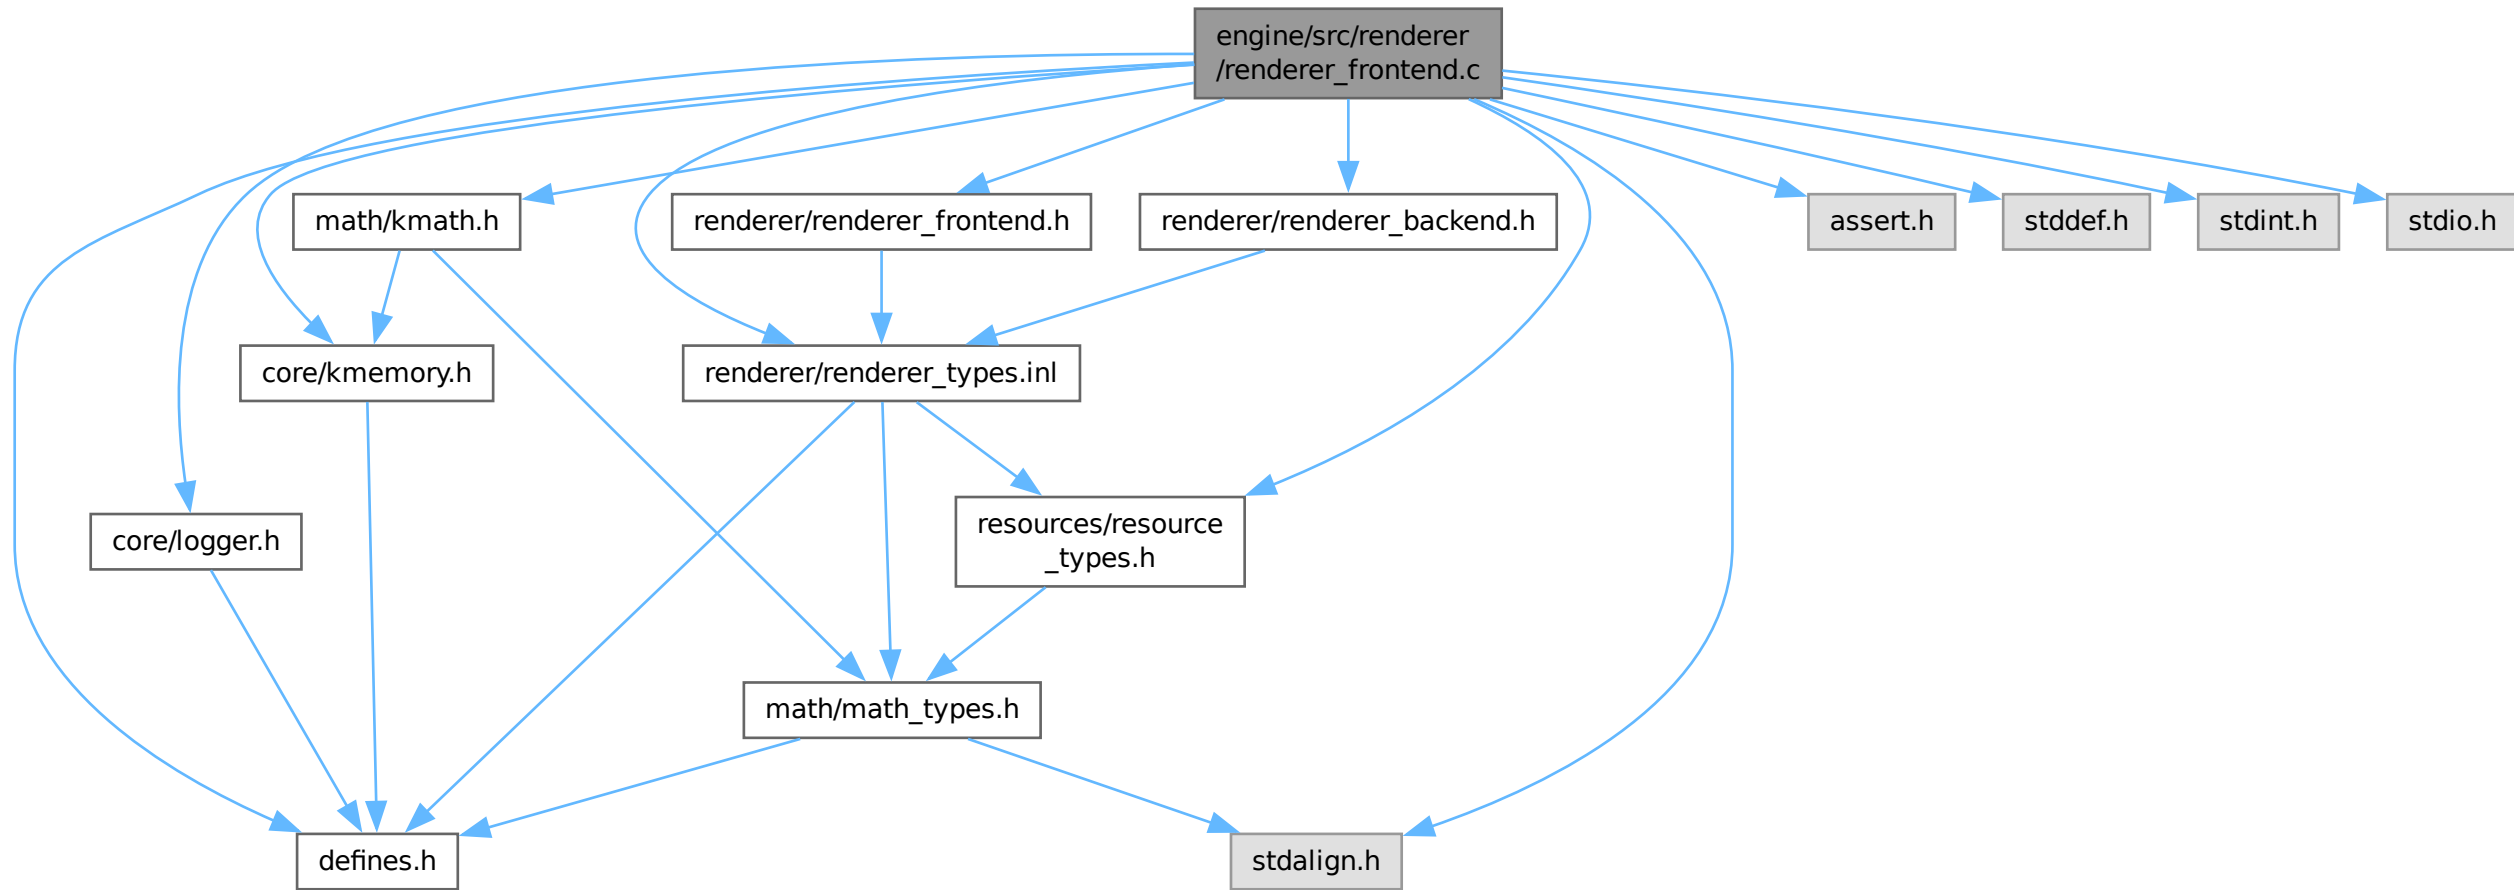 engine/src/renderer
/renderer_frontend.c
math/kmath.h
renderer/renderer_frontend.h
renderer/renderer_backend.h
assert.h
stddef.h
stdint.h
stdio.h
core/kmemory.h
renderer/renderer_types.inl
core/logger.h
resources/resource
_types.h
math/math_types.h
defines.h
stdalign.h